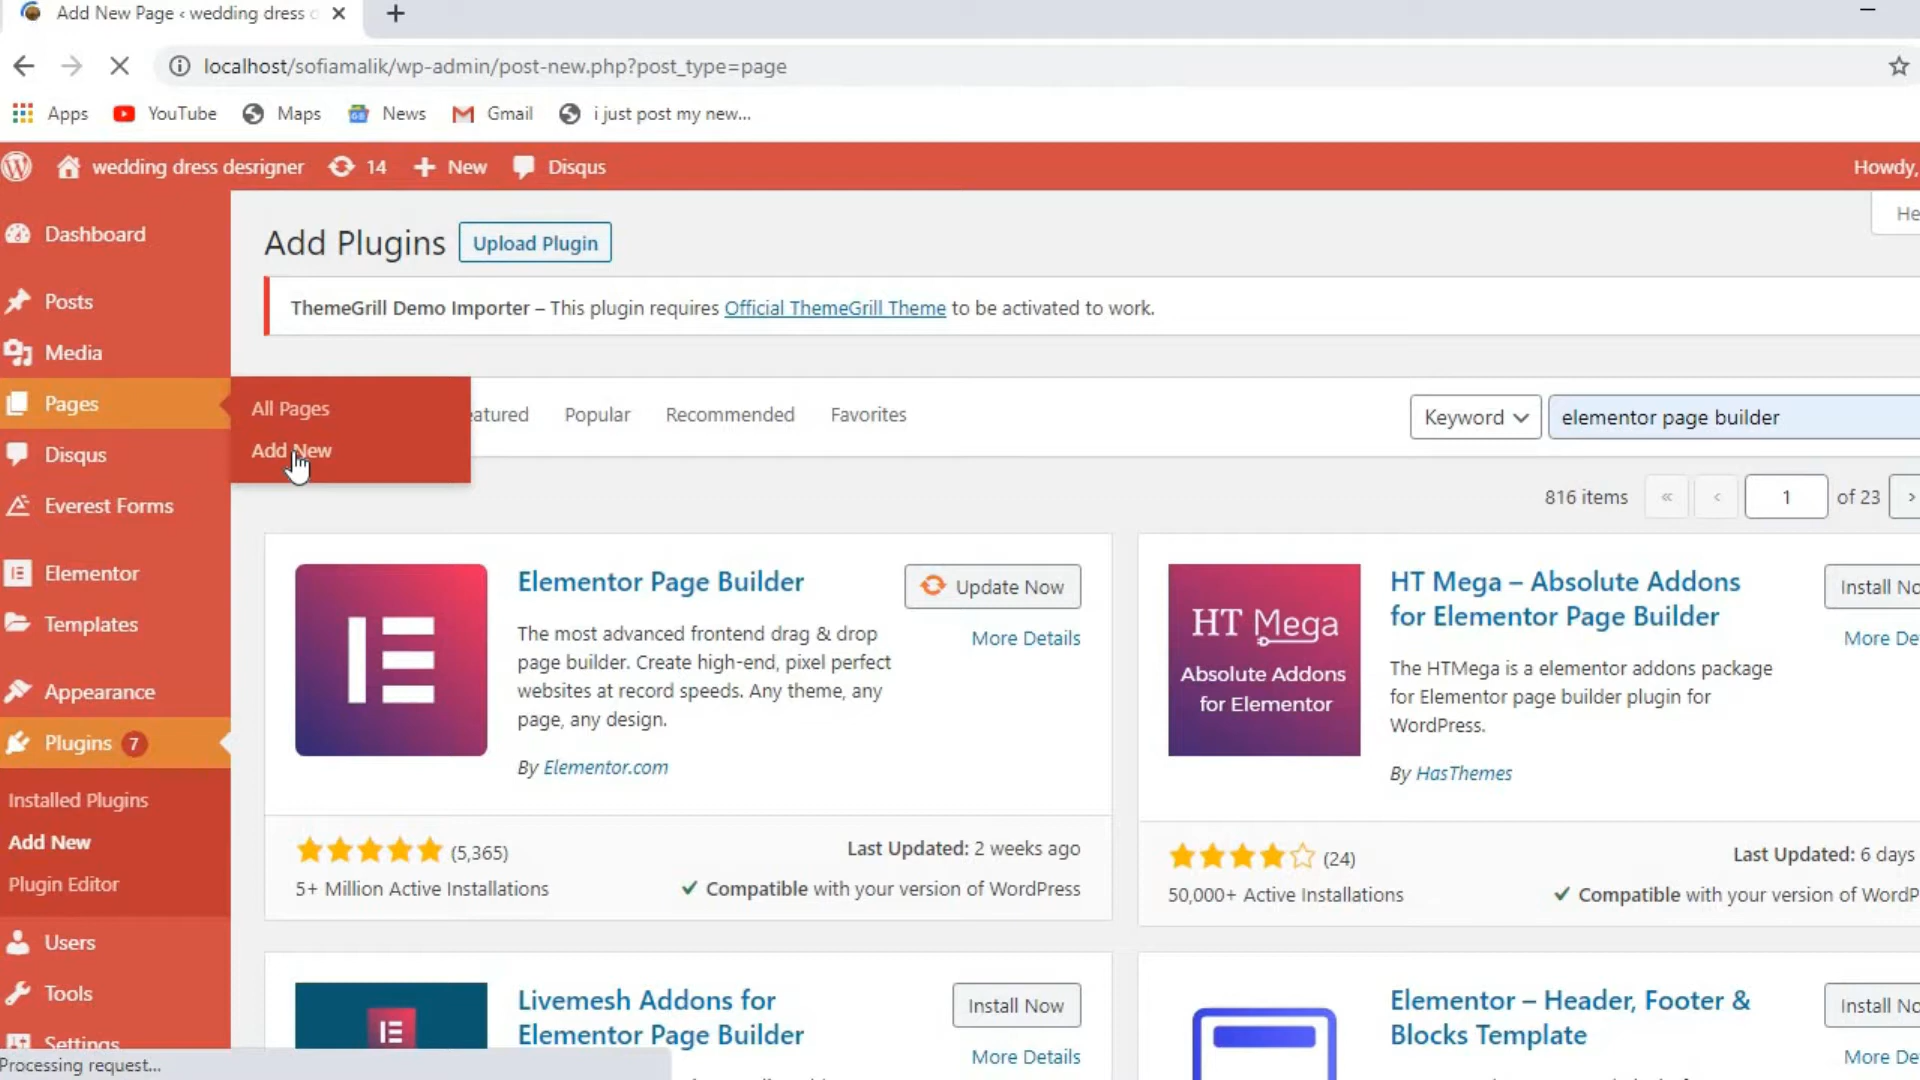 Add New Page ‹ wedding dress
localhost/sofiamalik/wp-admin/post-new.php?post_type=page
Apps YouTube Maps News Gmail i just post my new...
wedding dress desrigner 14 New Disqus Howdy,
Dashboard
Posts
Media
Pages
Disqus
Everest Forms
Elementor
Templates
Appearance
Plugins 7
Installed Plugins
Add New
Plugin Editor
Users
Tools
Settings
Processing request...
All Pages
Add New
Add Plugins Upload Plugin
ThemeGrill Demo Importer – This plugin requires Official ThemeGrill Theme to be activated to work.
Popular Recommended Favorites
Keyword elementor page builder
816 items « ‹ 1 of 23 ›
Elementor Page Builder
Update Now
More Details
The most advanced frontend drag & drop
page builder. Create high-end, pixel perfect
websites at record speeds. Any theme, any
page, any design.
By Elementor.com
(5,365)
5+ Million Active Installations
Last Updated: 2 weeks ago
Compatible with your version of WordPress
HT Mega
Absolute Addons
for Elementor
HT Mega – Absolute Addons
for Elementor Page Builder
Install
More
The HTMega is a elementor addons package
for Elementor page builder plugin for
WordPress.
By HasThemes
(24)
50,000+ Active Installations
Last Updated: 6 days
Compatible with your version of
Livemesh Addons for
Elementor Page Builder
Install Now
More Details
Elementor – Header, Footer &
Blocks Template
Install
More